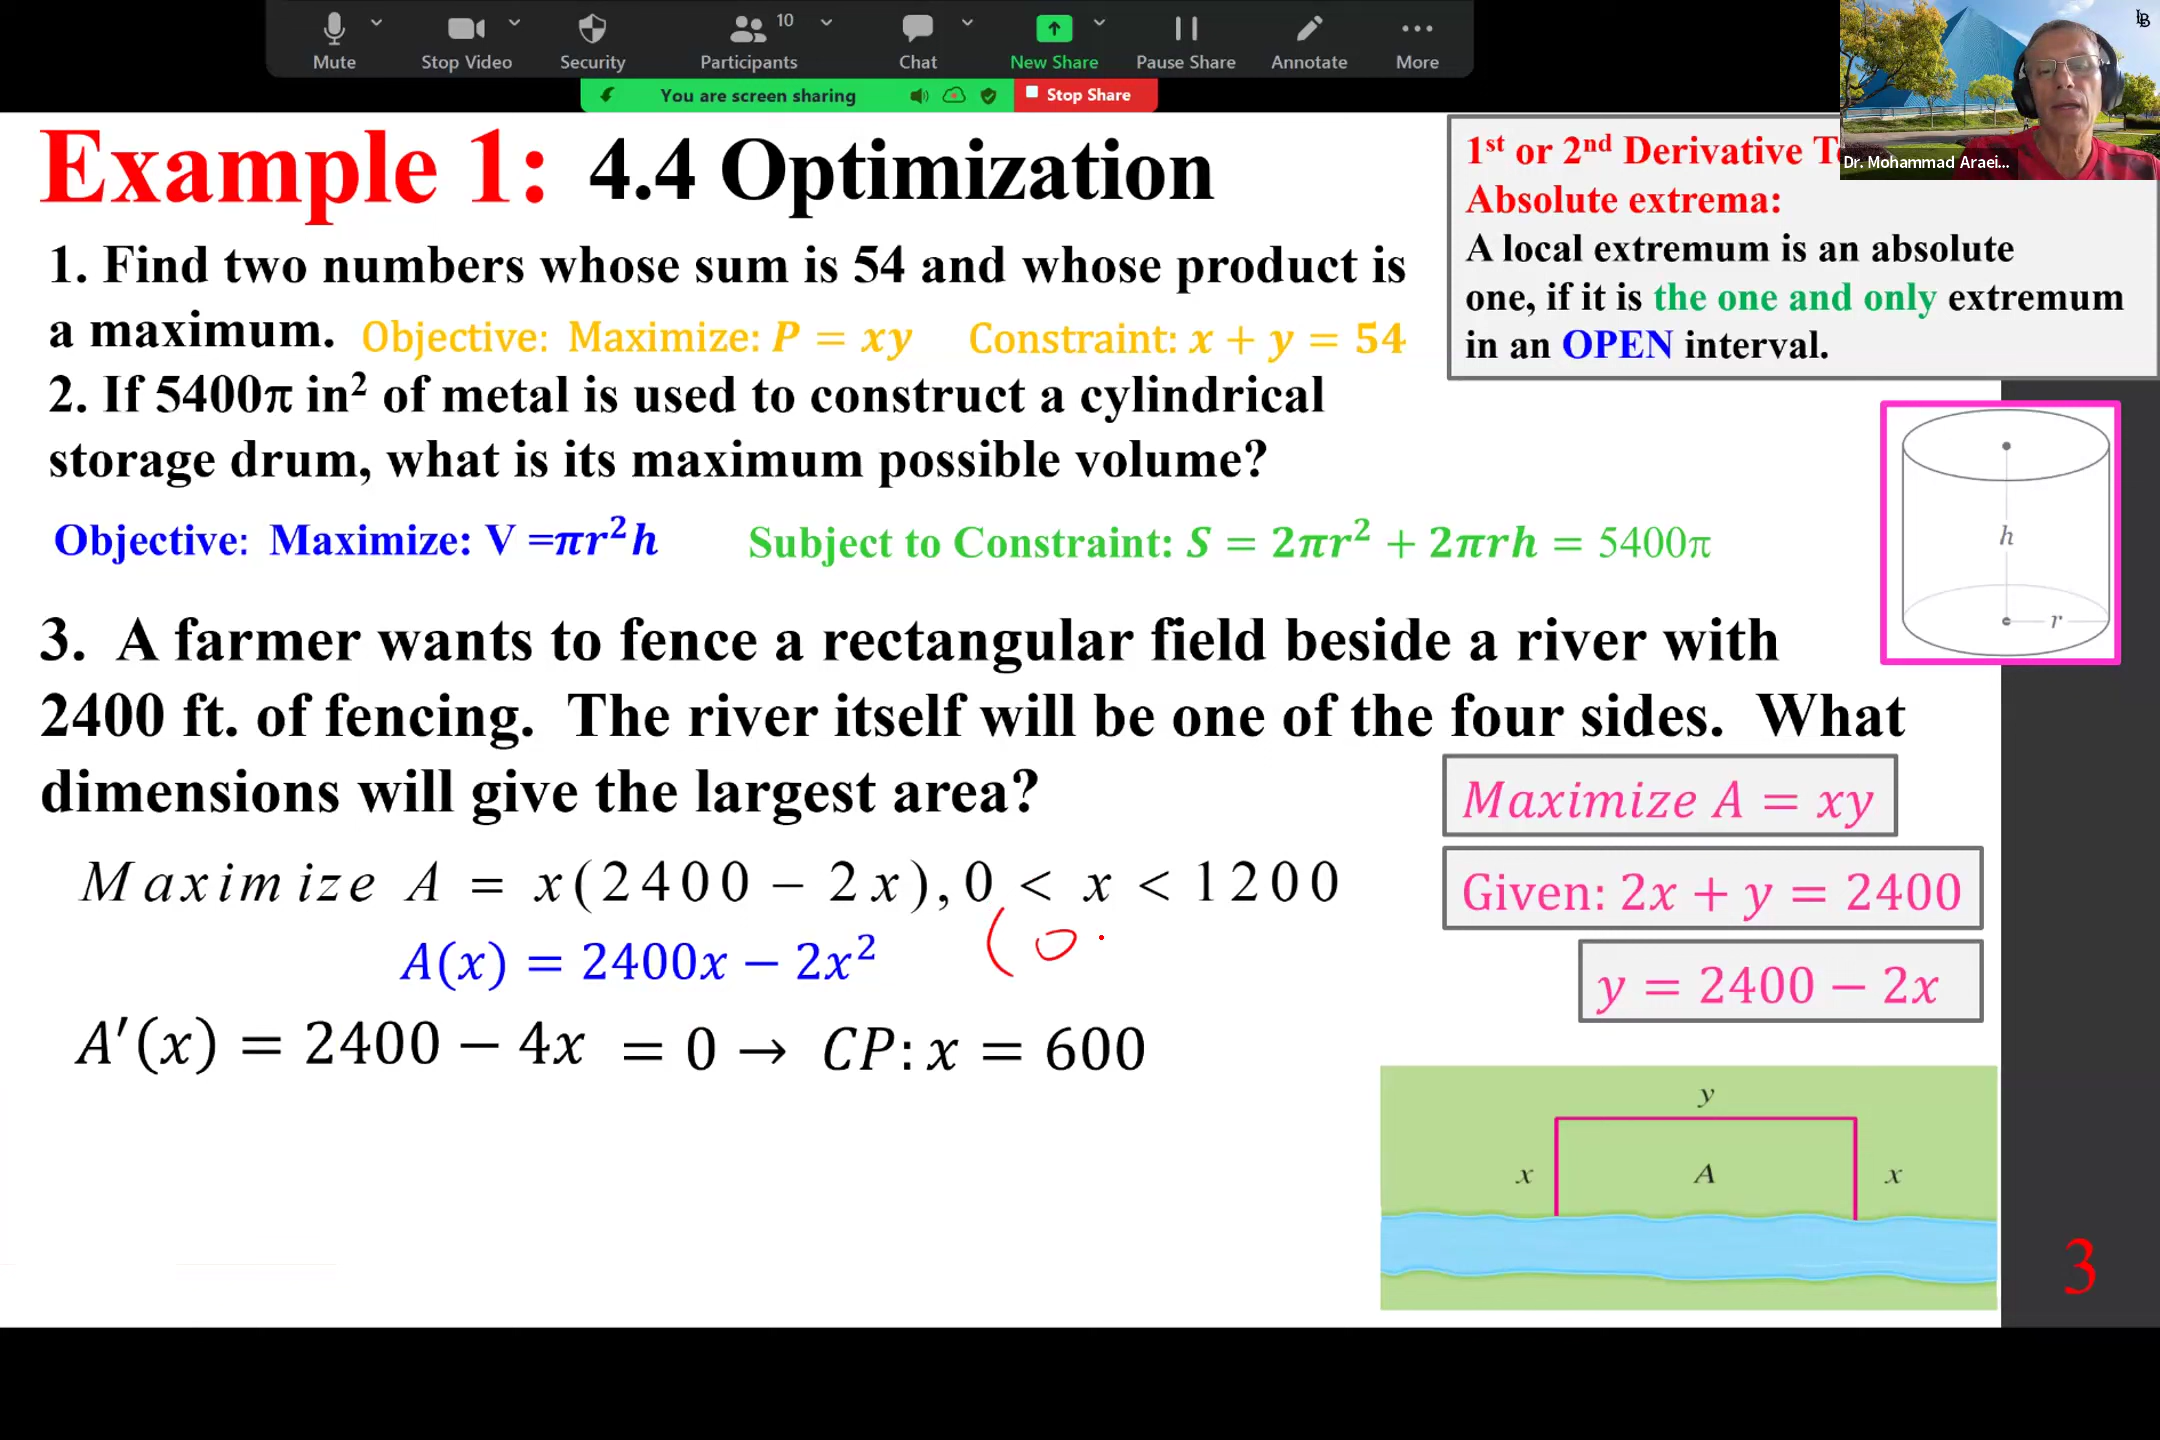 Mute
Stop Video
Security
Participants
10
Chat
New Share
Pause Share
Annotate
More
You are screen sharing
Stop Share
Dr. Mohammad Araei...
Example 1: 4.4 Optimization
1st or 2nd Derivative T
Absolute extrema:
A local extremum is an absolute
one, if it is the one and only extremum
in an OPEN interval.
1. Find two numbers whose sum is 54 and whose product is
a maximum. Objective: Maximize: P = xy Constraint: x + y = 54
2. If 5400π in² of metal is used to construct a cylindrical
storage drum, what is its maximum possible volume?
Objective: Maximize: V =πr²h Subject to Constraint: S = 2πr² + 2πrh = 5400π
h
r
3. A farmer wants to fence a rectangular field beside a river with
2400 ft. of fencing. The river itself will be one of the four sides. What
dimensions will give the largest area?
Maximize A = xy
Maximize A = x(2400 − 2x), 0 < x < 1200
Given: 2x + y = 2400
(0
A(x) = 2400x − 2x²
y = 2400 − 2x
A′(x) = 2400 − 4x = 0 → CP: x = 600
y
x
A
x
3